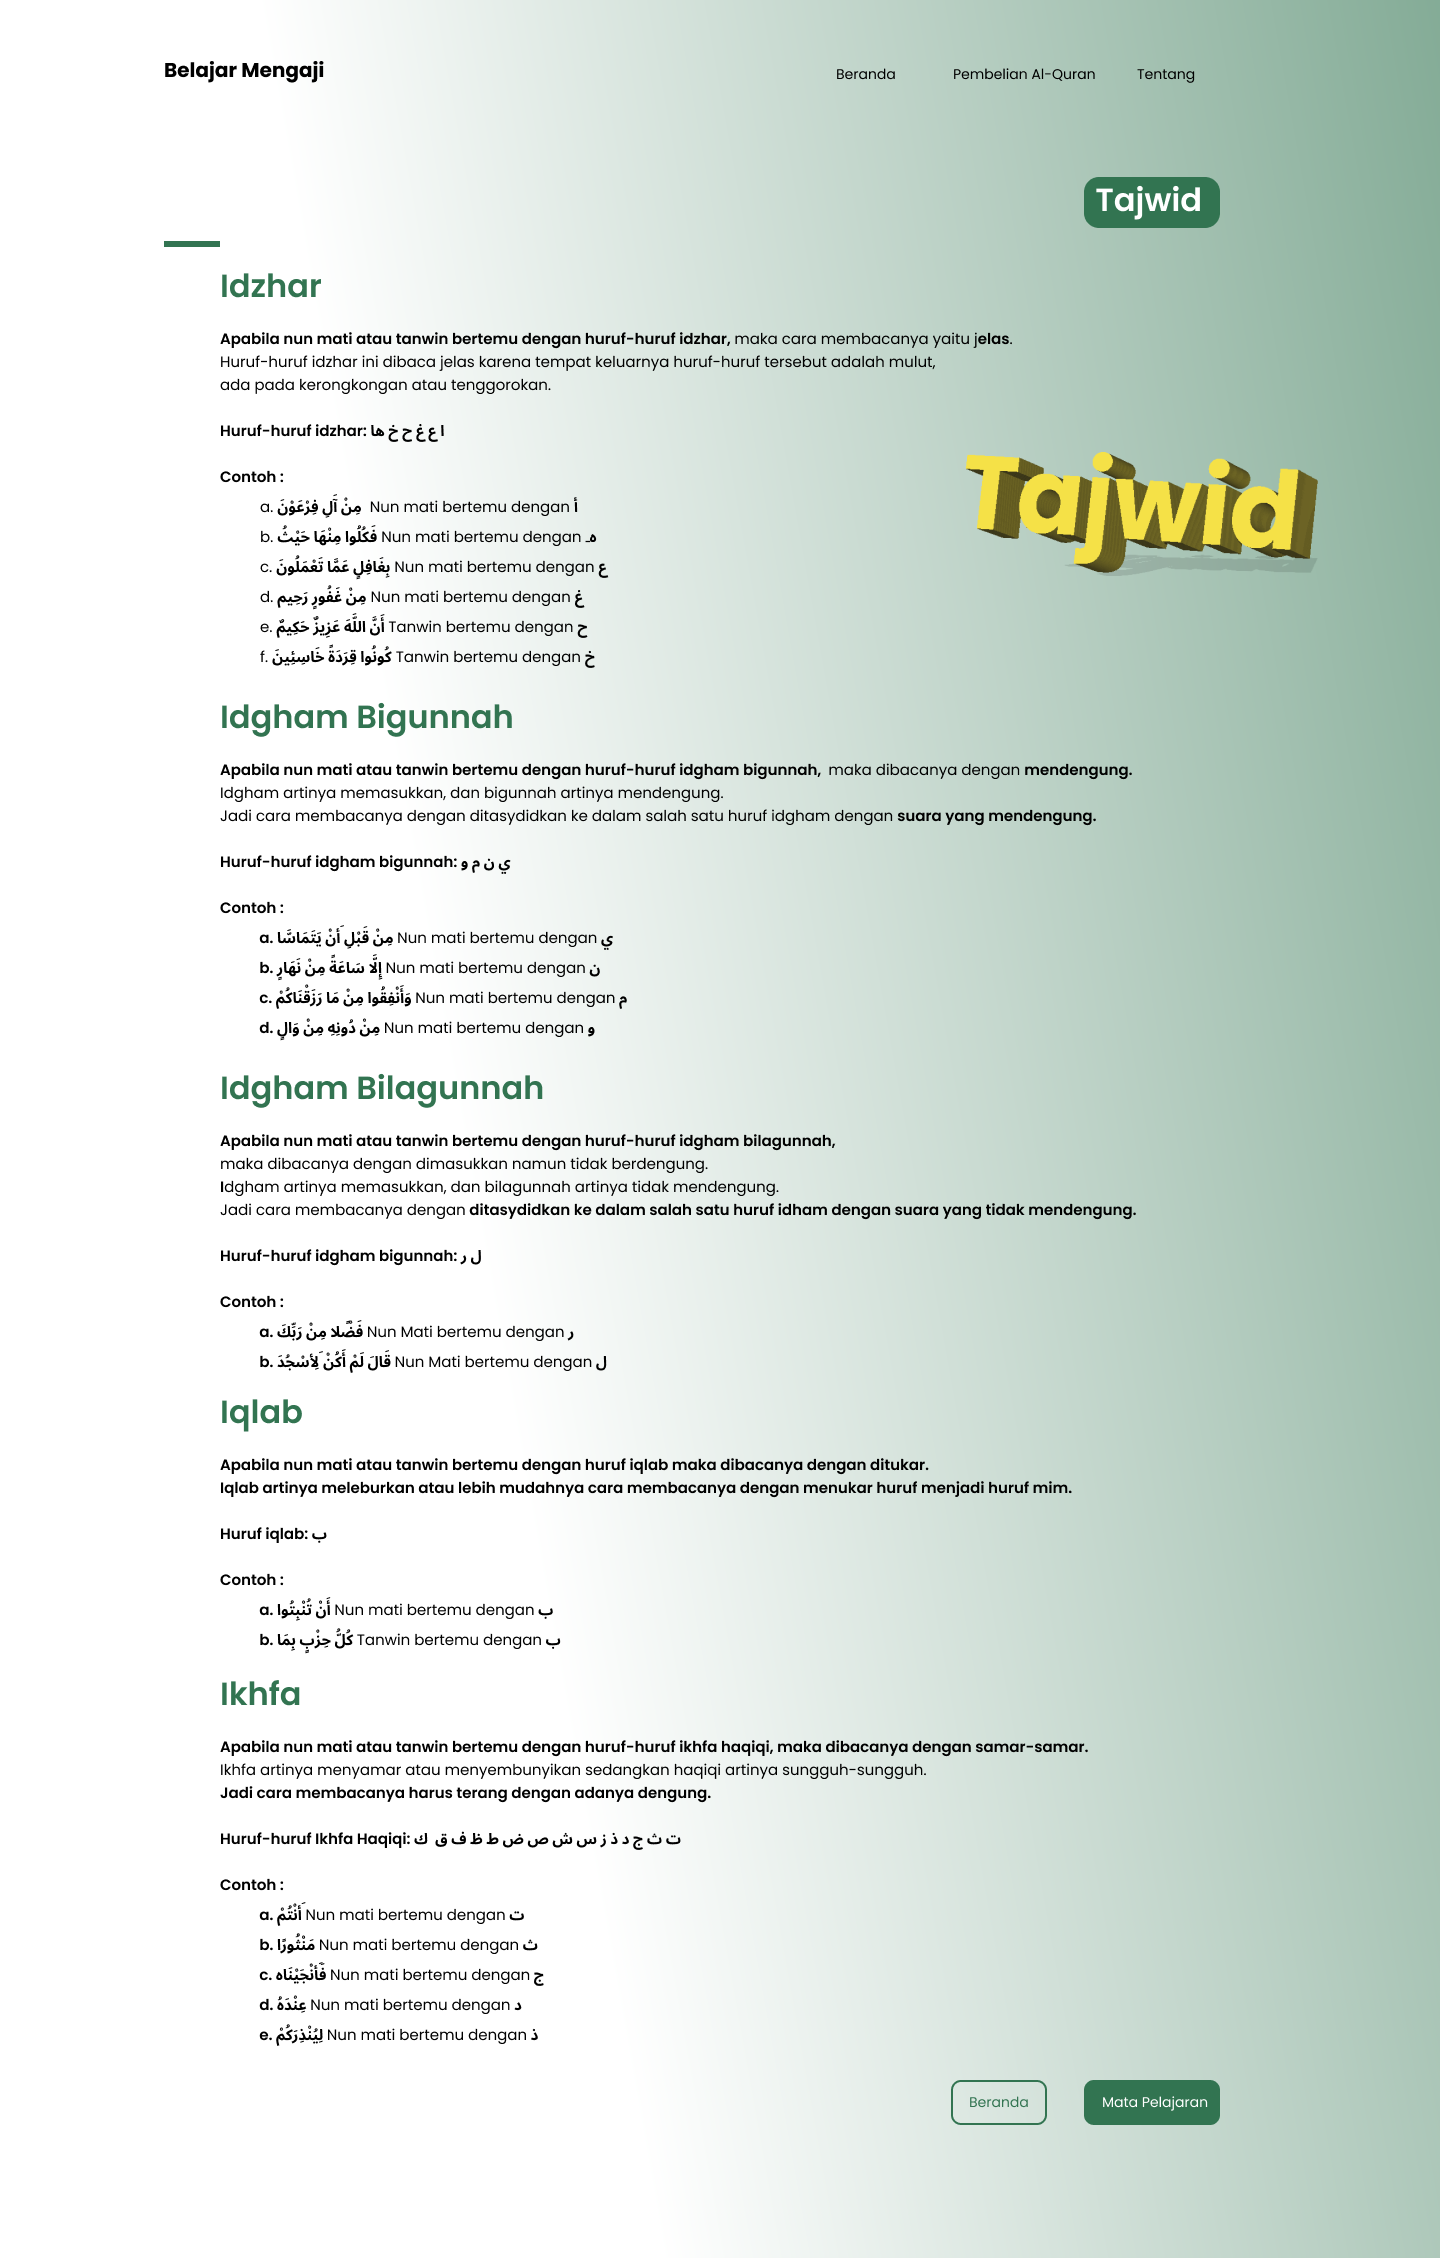 Belajar Mengaji
Beranda
Pembelian Al-Quran
Tentang
Tajwid
Idzhar
Apabila nun mati atau tanwin bertemu dengan huruf-huruf idzhar, maka cara membacanya yaitu jelas.
Huruf-huruf idzhar ini dibaca jelas karena tempat keluarnya huruf-huruf tersebut adalah mulut,
ada pada kerongkongan atau tenggorokan.
Huruf-huruf idzhar: ا ع غ ح خ ها
Contoh :
Tajwid
a. مِنْ آَلِ فِرْعَوْنَ Nun mati bertemu dengan أ
b. فَكُلُوا مِنْهَا حَيْثُ Nun mati bertemu dengan هـ
c. بِغَافِلٍ عَمَّا تَعْمَلُونَ Nun mati bertemu dengan ع
d. مِنْ غَفُورٍ رَحِيم Nun mati bertemu dengan غ
e. أَنَّ اللَّهَ عَزِيزٌ حَكِيمٌ Tanwin bertemu dengan ح
f. كُونُوا قِرَدَةً خَاسِئِينَ Tanwin bertemu dengan خ
Idgham Bigunnah
Apabila nun mati atau tanwin bertemu dengan huruf-huruf idgham bigunnah, maka dibacanya dengan mendengung.
Idgham artinya memasukkan, dan bigunnah artinya mendengung.
Jadi cara membacanya dengan ditasydidkan ke dalam salah satu huruf idgham dengan suara yang mendengung.
Huruf-huruf idgham bigunnah: ي ن م و
Contoh :
a. مِنْ قَبْلِ َأنْ يَتَمَاسَّا Nun mati bertemu dengan ي
b. إِلَّا سَاعَةً مِنْ نَهَارٍ Nun mati bertemu dengan ن
c. وَأَنْفِقُوا مِنْ مَا رَزَقْنَاكُمْ Nun mati bertemu dengan م
d. مِنْ دُونِهِ مِنْ وَالٍ Nun mati bertemu dengan و
Idgham Bilagunnah
Apabila nun mati atau tanwin bertemu dengan huruf-huruf idgham bilagunnah,
maka dibacanya dengan dimasukkan namun tidak berdengung.
Idgham artinya memasukkan, dan bilagunnah artinya tidak mendengung.
Jadi cara membacanya dengan ditasydidkan ke dalam salah satu huruf idham dengan suara yang tidak mendengung.
Huruf-huruf idgham bigunnah: ل ر
Contoh :
a. فَضًْلا مِنْ رَبِّكَ Nun Mati bertemu dengan ر
b. قَالَ لَمْ أَكُنْ َلِأسْجُدَ Nun Mati bertemu dengan ل
Iqlab
Apabila nun mati atau tanwin bertemu dengan huruf iqlab maka dibacanya dengan ditukar.
Iqlab artinya meleburkan atau lebih mudahnya cara membacanya dengan menukar huruf menjadi huruf mim.
Huruf iqlab: ب
Contoh :
a. أَنْ تُنْبِتُوا Nun mati bertemu dengan ب
b. كُلُّ حِزْبٍ بِمَا Tanwin bertemu dengan ب
Ikhfa
Apabila nun mati atau tanwin bertemu dengan huruf-huruf ikhfa haqiqi, maka dibacanya dengan samar-samar.
Ikhfa artinya menyamar atau menyembunyikan sedangkan haqiqi artinya sungguh-sungguh.
Jadi cara membacanya harus terang dengan adanya dengung.
Huruf-huruf Ikhfa Haqiqi: ت ث ج د ذ ز س ش ص ض ط ظ ف ق ك
Contoh :
a. َأنْتُمْ Nun mati bertemu dengan ت
b. مَنْثُورًا Nun mati bertemu dengan ث
c. فََأنْجَيْنَاه Nun mati bertemu dengan ج
d. عِنْدَهُ Nun mati bertemu dengan د
e. لِيُنْذِرَكُمْ Nun mati bertemu dengan ذ
Beranda
Mata Pelajaran